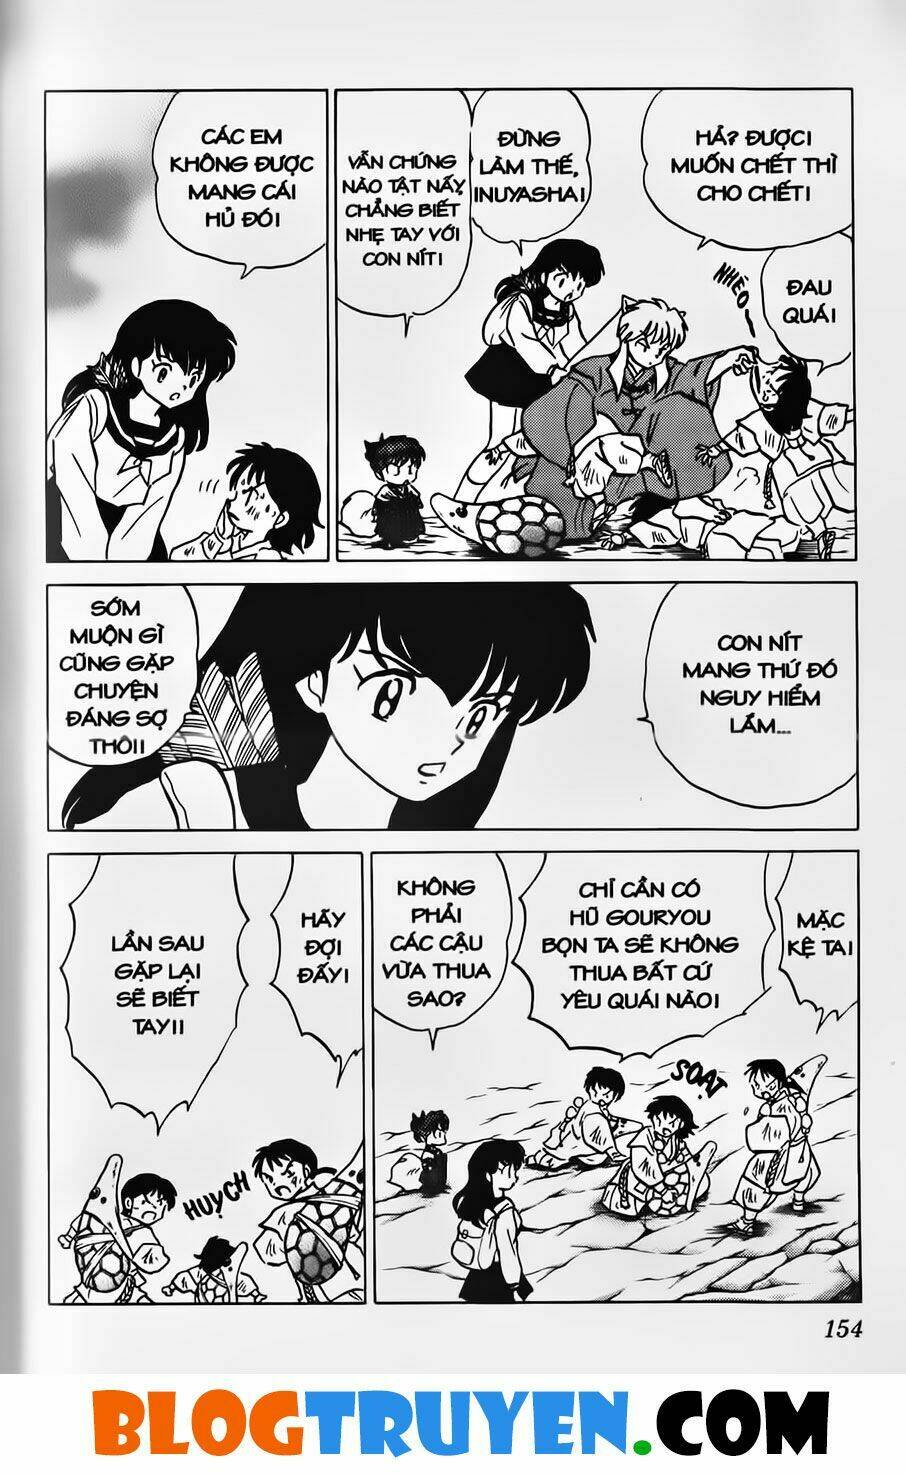 HẢ? ĐƯỢC!
MUỐN CHẾT THÌ
CHO CHẾT!
ĐAU
QUÁ!
NHÉO
ĐỪNG
LÀM THẾ,
INUYASHA!
VẪN CHỨNG
NÀO TẬT NẤY,
CHẲNG BIẾT
NHẸ TAY VỚI
CON NÍT!
CÁC EM
KHÔNG ĐƯỢC
MANG CÁI
HỦ ĐÓ!
CON NÍT
MANG THỨ ĐÓ
NGUY HIỂM
LẮM...
SỚM
MUỘN GÌ
CŨNG GẶP
CHUYỆN
ĐÁNG SỢ
THÔI!
MẶC
KỆ TA!
CHỈ CẦN CÓ
HŨ GOURYOU
BỌN TA SẼ KHÔNG
THUA BẤT CỨ
YÊU QUÁI NÀO!
KHÔNG
PHẢI
CÁC CẬU
VỪA THUA
SAO?
SOẠT
HÃY
ĐỢI
ĐẤY!
LẦN SAU
GẶP LẠI
SẼ BIẾT
TAY!!
HUỴCH
154
BLOGTRUYEN.COM